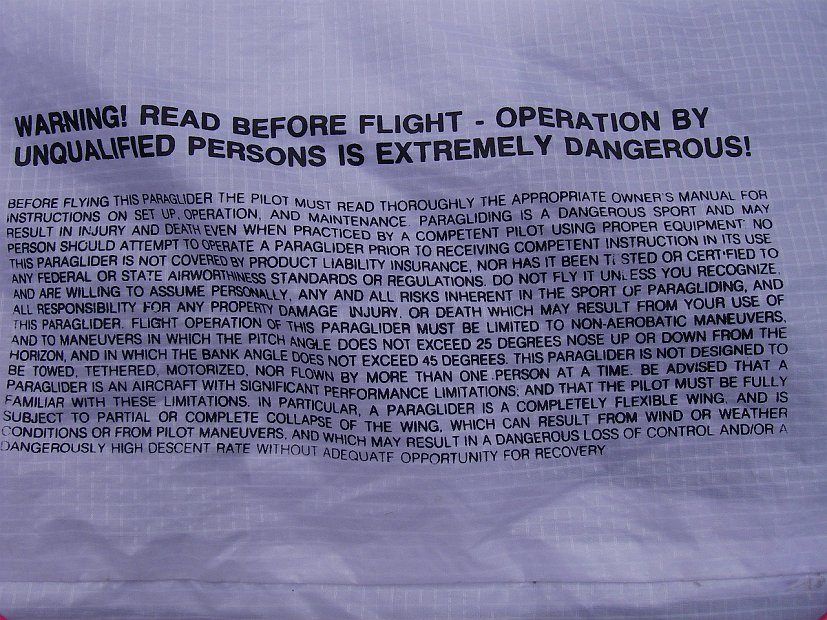 WARNING! READ BEFORE FLIGHT - OPERATION BY
UNQUALIFIED PERSONS IS EXTREMELY DANGEROUS!
BEFORE FLYING THIS PARAGLIDER THE PILOT MUST READ THOROUGHLY THE APPROPRIATE OWNER'S MANUAL FOR
INSTRUCTIONS ON SET UP, OPERATION, AND MAINTENANCE. PARAGLIDING IS A DANGEROUS SPORT AND MAY
RESULT IN INJURY AND DEATH EVEN WHEN PRACTICED BY A COMPETENT PILOT USING PROPER EQUIPMENT. NO
PERSON SHOULD ATTEMPT TO OPERATE A PARAGLIDER PRIOR TO RECEIVING COMPETENT INSTRUCTION IN ITS USE.
THIS PARAGLIDER IS NOT COVERED BY PRODUCT LIABILITY INSURANCE, NOR HAS IT BEEN TESTED OR CERTIFIED TO
ANY FEDERAL OR STATE AIRWORTHINESS STANDARDS OR REGULATIONS. DO NOT FLY IT UNLESS YOU RECOGNIZE,
AND ARE WILLING TO ASSUME PERSONALLY, ANY AND ALL RISKS INHERENT IN THE SPORT OF PARAGLIDING, AND
ALL RESPONSIBILITY FOR ANY PROPERTY DAMAGE INJURY, OR DEATH WHICH MAY RESULT FROM YOUR USE OF
THIS PARAGLIDER. FLIGHT OPERATION OF THIS PARAGLIDER MUST BE LIMITED TO NON-AEROBATIC MANEUVERS,
AND TO MANEUVERS IN WHICH THE PITCH ANGLE DOES NOT EXCEED 25 DEGREES NOSE UP OR DOWN FROM THE
HORIZON, AND IN WHICH THE BANK ANGLE DOES NOT EXCEED 45 DEGREES. THIS PARAGLIDER IS NOT DESIGNED TO
BE TOWED, TETHERED, MOTORIZED, NOR FLOWN BY MORE THAN ONE PERSON AT A TIME. BE ADVISED THAT A
PARAGLIDER IS AN AIRCRAFT WITH SIGNIFICANT PERFORMANCE LIMITATIONS; AND THAT THE PILOT MUST BE FULLY
FAMILIAR WITH THESE LIMITATIONS. IN PARTICULAR, A PARAGLIDER IS A COMPLETELY FLEXIBLE WING, AND IS
SUBJECT TO PARTIAL OR COMPLETE COLLAPSE OF THE WING, WHICH CAN RESULT FROM WIND OR WEATHER
CONDITIONS OR FROM PILOT MANEUVERS, AND WHICH MAY RESULT IN A DANGEROUS LOSS OF CONTROL AND/OR A
DANGEROUSLY HIGH DESCENT RATE WITHOUT ADEQUATE OPPORTUNITY FOR RECOVERY